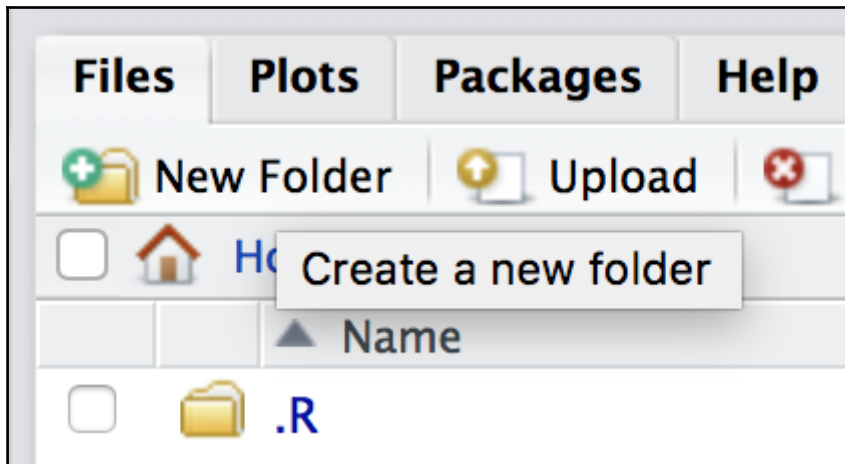 Files Plots Packages Help
New Folder Upload
Create a new folder
Name
.R